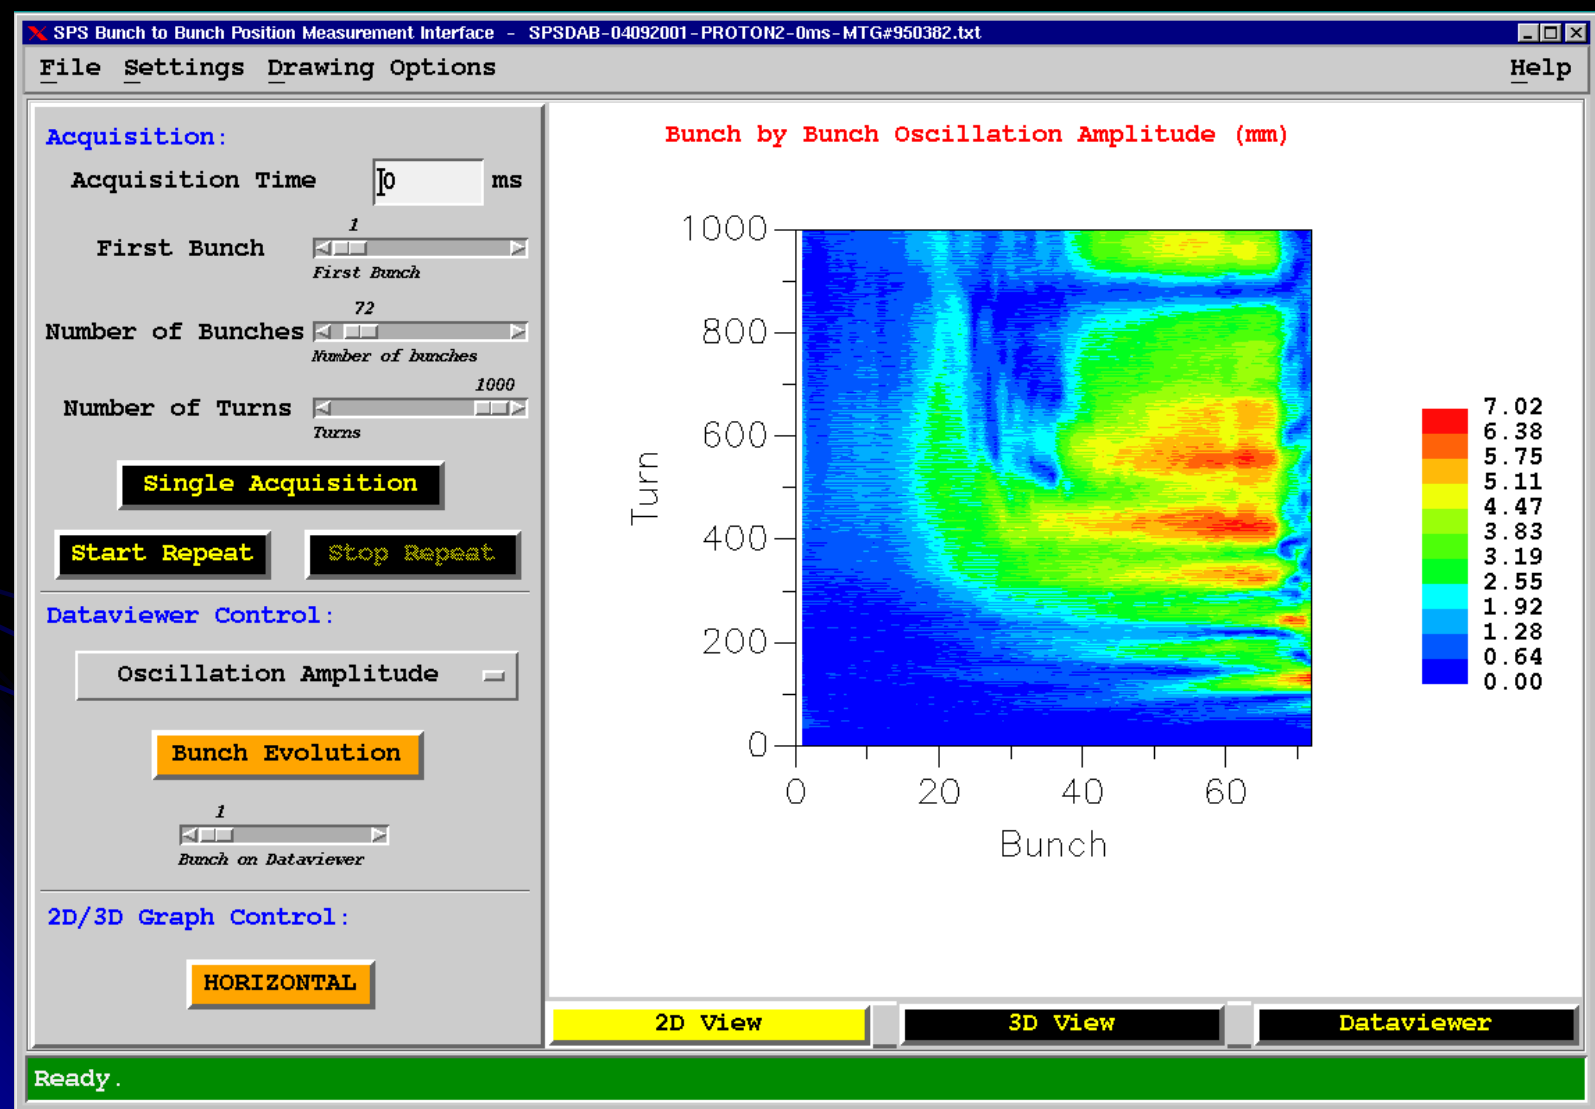 SPS Bunch to Bunch Position Measurement Interface - SPSDAB-04092001-PROTON2-0ms-MTG#950382.txt
File Settings Drawing Options Help
Acquisition:
Acquisition Time 0 ms
1
First Bunch
First Bunch
72
Number of Bunches
Number of bunches
1000
Number of Turns
Turns
Single Acquisition
Start Repeat Stop Repeat
Dataviewer Control:
Oscillation Amplitude
Bunch Evolution
1
Bunch on Dataviewer
2D/3D Graph Control:
HORIZONTAL
Bunch by Bunch Oscillation Amplitude (mm)
1000
800
600
400
200
0
Turn
0 20 40 60
Bunch
7.02
6.38
5.75
5.11
4.47
3.83
3.19
2.55
1.92
1.28
0.64
0.00
2D View 3D View Dataviewer
Ready.